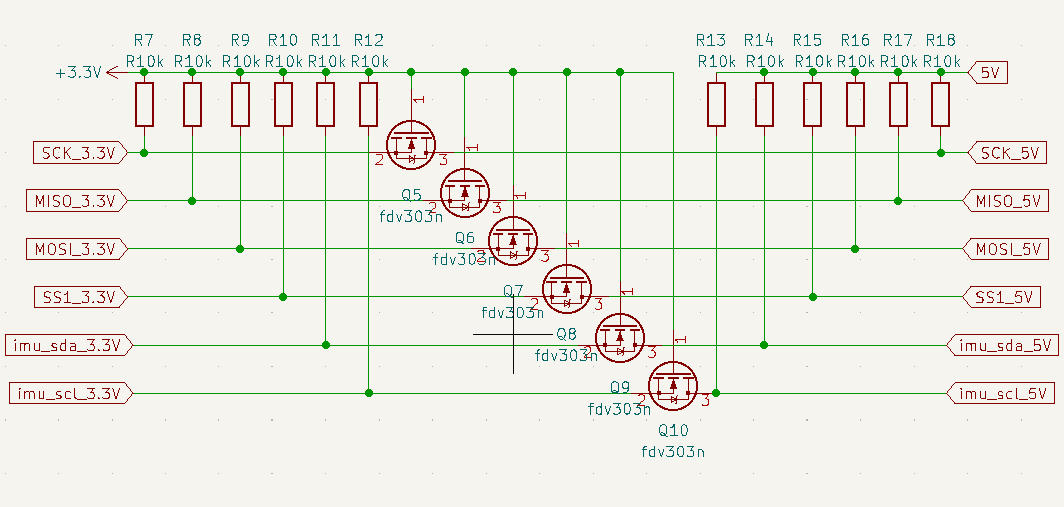 R7 R8 R9 R10 R11 R12 R13 R14 R15 R16 R17 R18
R10k R10k R10k R10k R10k R10k R10k R10k R10k R10k R10k R10k
+3.3V 5V
1
SCK_3.3V 2 3 SCK_5V
1
MISO_3.3V Q5 2 3 MISO_5V
fdv303n
1
MOSI_3.3V Q6 2 3 MOSI_5V
fdv303n
1
SS1_3.3V Q7 2 3 SS1_5V
fdv303n
1
imu_sda_3.3V Q8 2 3 imu_sda_5V
fdv303n
1
imu_scl_3.3V Q9 2 3 imu_scl_5V
fdv303n
Q10
fdv303n